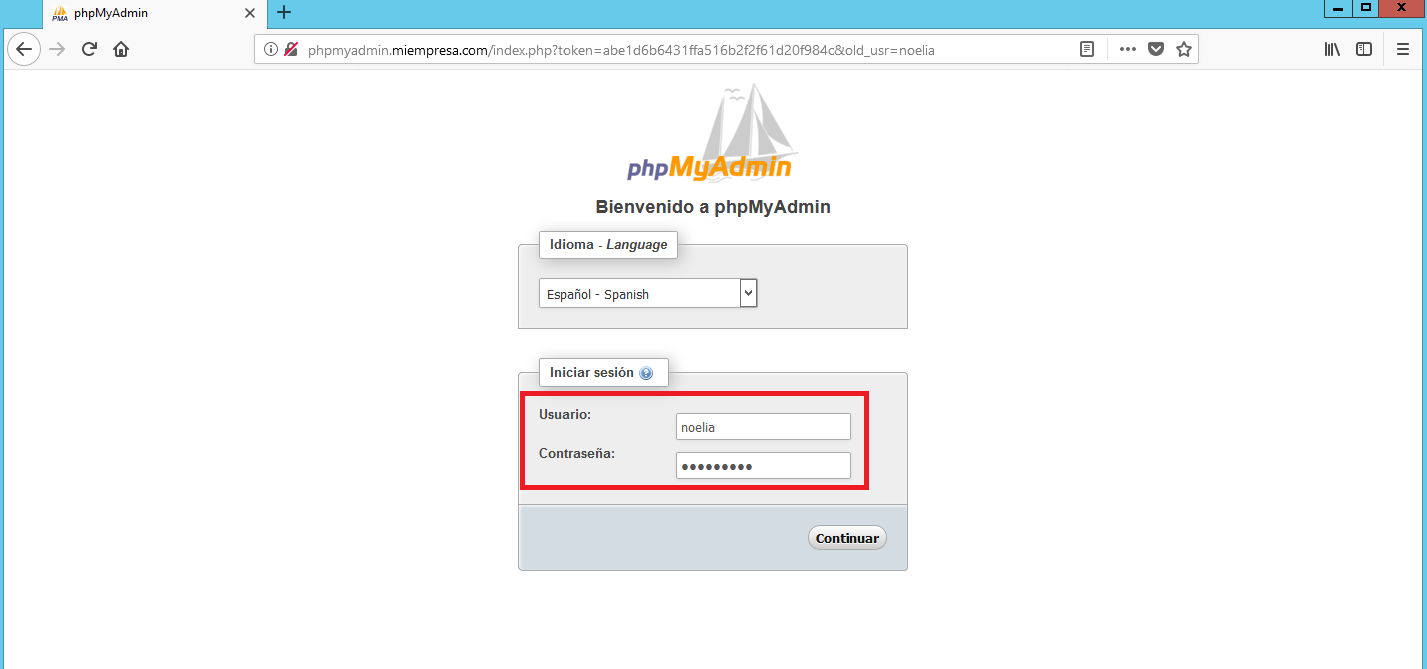 PMA phpMyAdmin
phpmyadmin.miempresa.com/index.php?token=abe1d6b6431ffa516b2f2f61d20f984c&old_usr=noelia
phpMyAdmin
Bienvenido a phpMyAdmin
Idioma - Language
Español - Spanish
Iniciar sesión ?
Usuario:
noelia
Contraseña:
•••••••••
Continuar